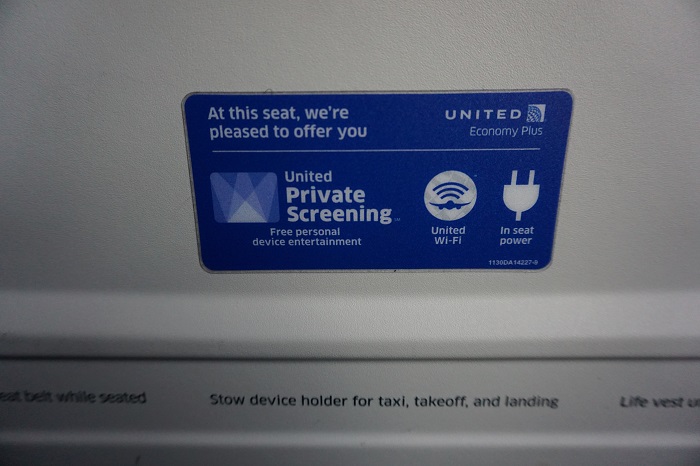 At this seat, we're
pleased to offer you
UNITED
Economy Plus
United
Private
Screening
Free personal
device entertainment
United
Wi-Fi
In seat
power
1130DA14227-9
eat belt while seated
Stow device holder for taxi, takeoff, and landing
Life vest